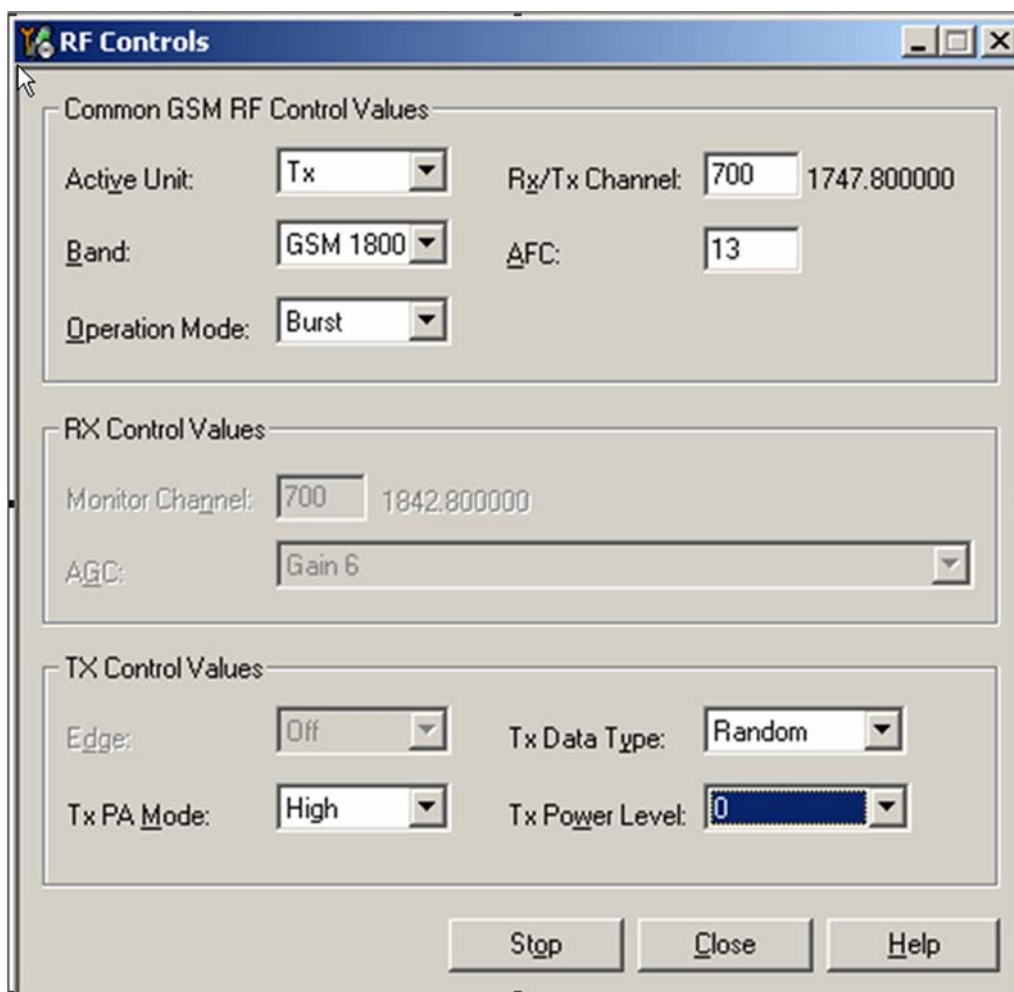 RF Controls
Common GSM RF Control Values
Active Unit: Tx Rx/Tx Channel: 700 1747.800000
Band: GSM 1800 AFC: 13
Operation Mode: Burst
RX Control Values
Monitor Channel: 700 1842.800000
AGC: Gain 6
TX Control Values
Edge: Off Tx Data Type: Random
Tx PA Mode: High Tx Power Level: 0
Stop Close Help